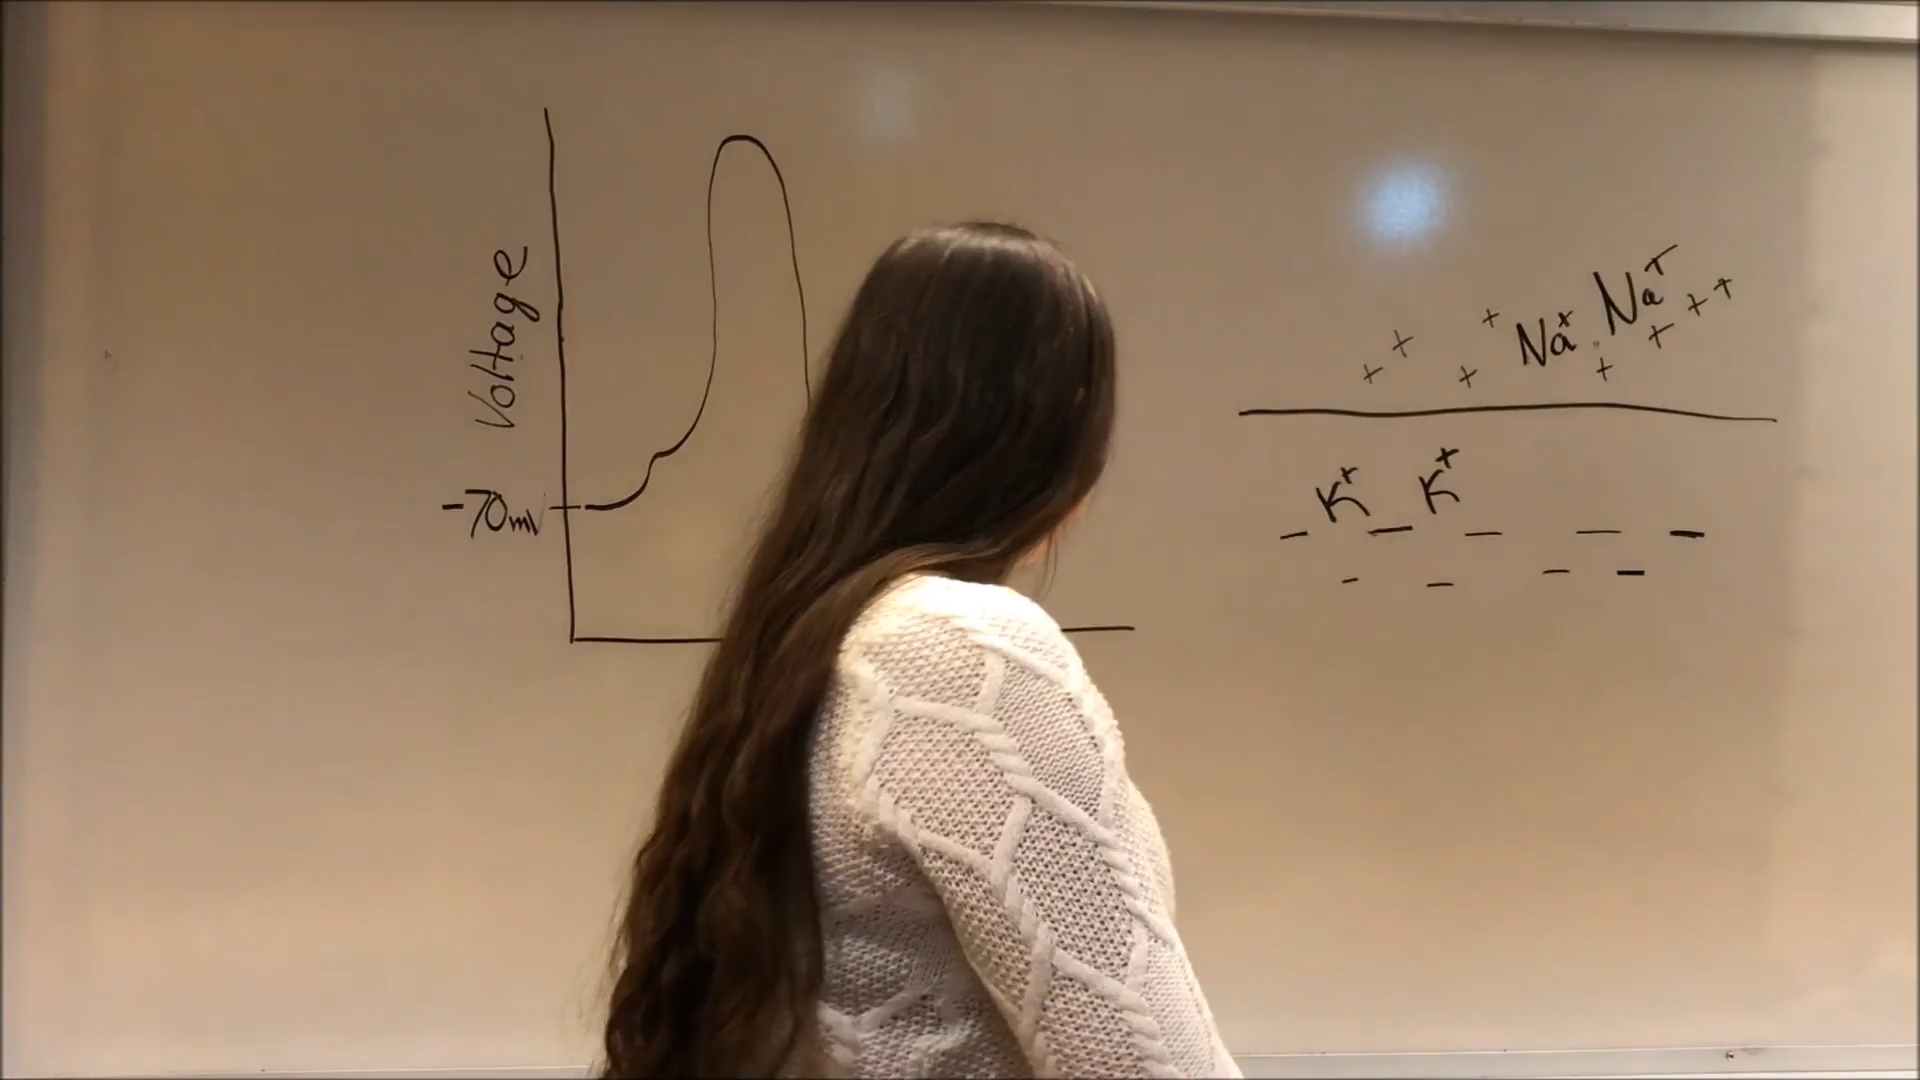 Voltage
-70mV
+ + + + Na⁺ Na⁺ + + + +
K⁺ K⁺
- - - - -
- - - -